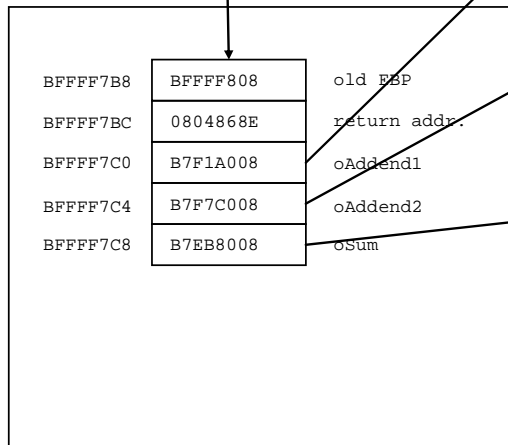 BFFFF7B8 BFFFF808 old EBP
BFFFF7BC 0804868E return addr.
BFFFF7C0 B7F1A008 oAddend1
BFFFF7C4 B7F7C008 oAddend2
BFFFF7C8 B7EB8008 oSum